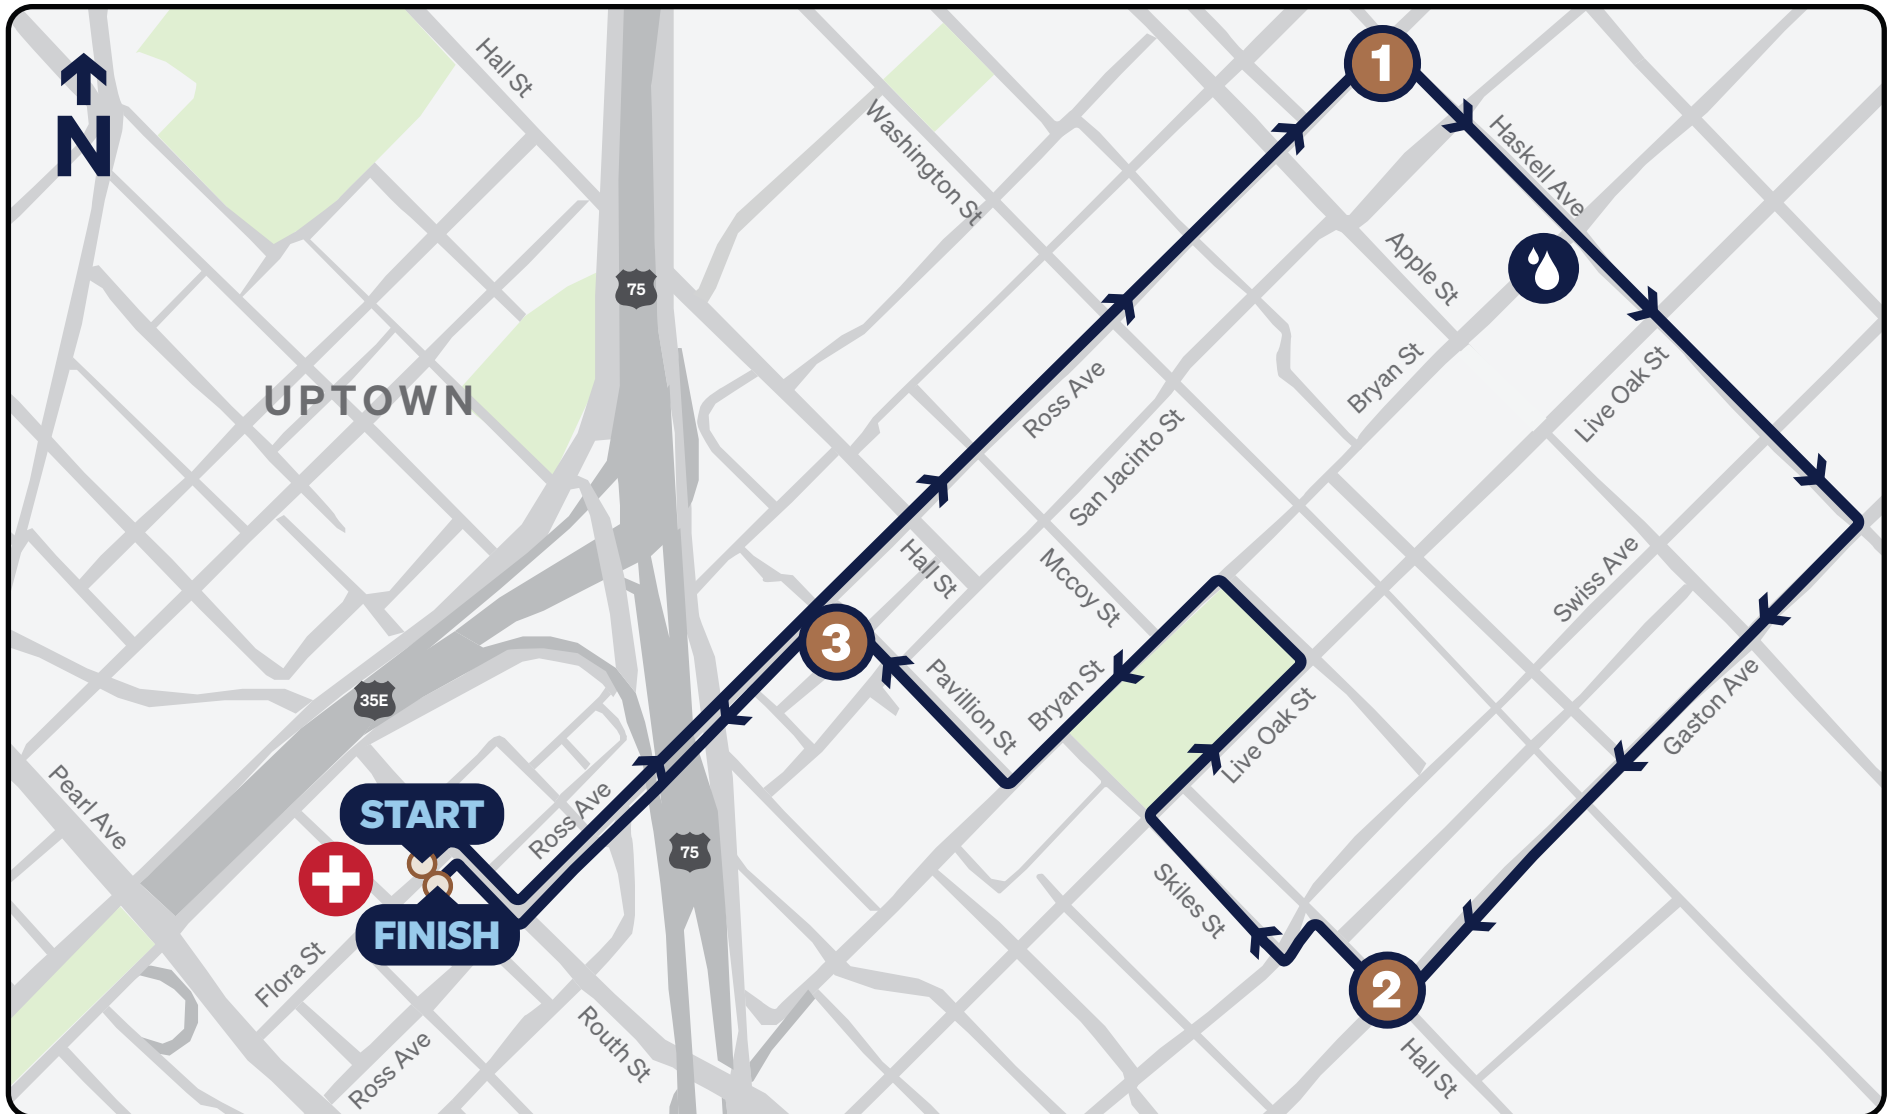 N
Hall St
1
Washington St
Haskell Ave
75
Apple St
UPTOWN
Ross Ave
Bryan St
Live Oak St
San Jacinto St
Hall St
Mccoy St
Swiss Ave
3
35E
Pavillion St
Bryan St
Live Oak St
Gaston Ave
Pearl Ave
START
Ross Ave
75
FINISH
Skiles St
Flora St
2
Ross Ave
Routh St
Hall St